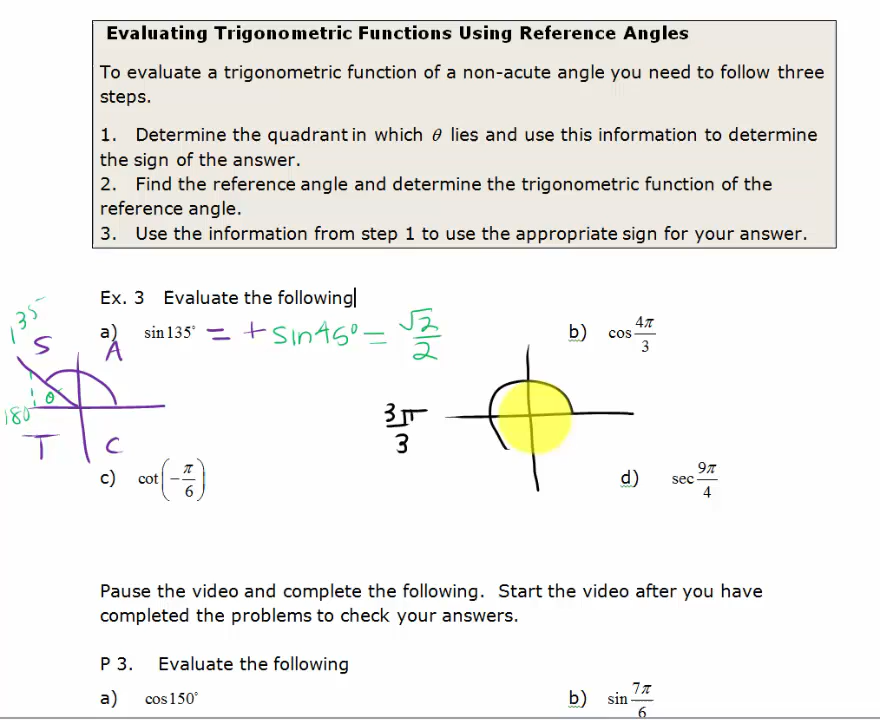 Evaluating Trigonometric Functions Using Reference Angles
To evaluate a trigonometric function of a non-acute angle you need to follow three
steps.
1. Determine the quadrant in which θ lies and use this information to determine
the sign of the answer.
2. Find the reference angle and determine the trigonometric function of the
reference angle.
3. Use the information from step 1 to use the appropriate sign for your answer.
Ex. 3 Evaluate the following
a) sin 135° = + sin 45° = √2/2
b) cos 4π/3
135
S A
θ
180
T C
3π/3
c) cot(-π/6)
d) sec 9π/4
Pause the video and complete the following. Start the video after you have
completed the problems to check your answers.
P 3. Evaluate the following
a) cos 150°
b) sin 7π/6